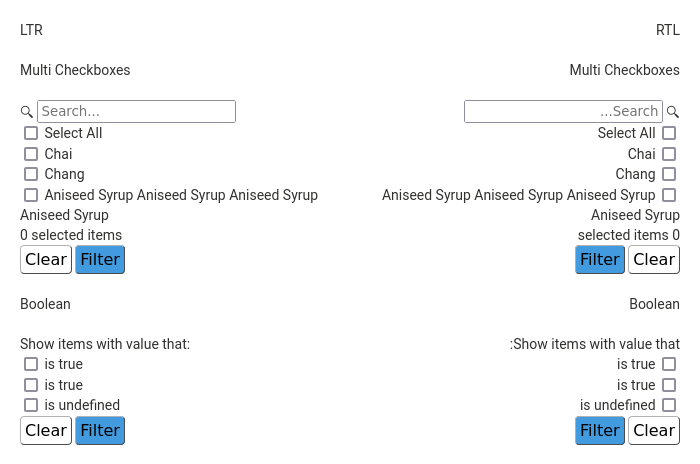 LTR
Multi Checkboxes
Search...
Select All
Chai
Chang
Aniseed Syrup Aniseed Syrup Aniseed Syrup
Aniseed Syrup
0 selected items
Clear Filter
Boolean
Show items with value that:
is true
is true
is undefined
Clear Filter
RTL
Multi Checkboxes
...Search
Select All
Chai
Chang
Aniseed Syrup Aniseed Syrup Aniseed Syrup
Aniseed Syrup
selected items 0
Filter Clear
Boolean
:Show items with value that
is true
is true
is undefined
Filter Clear